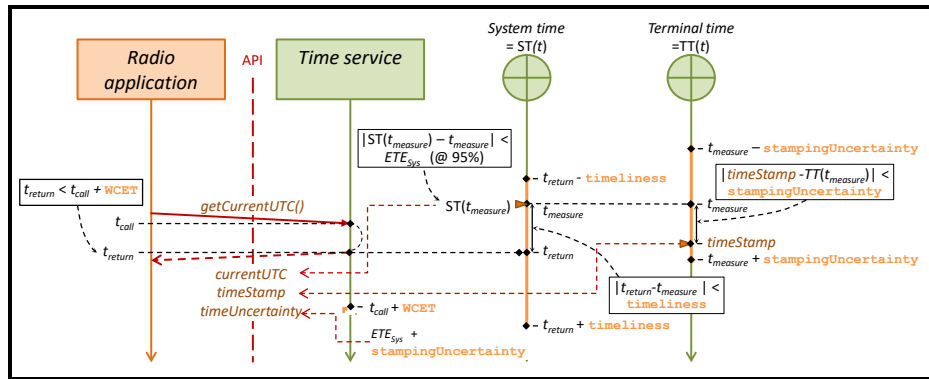 System time
= ST(t)
Terminal time
=TT(t)
Radio
application
API
Time service
|ST(tmeasure) – tmeasure| <
ETESys (@ 95%)
tmeasure – stampingUncertainty
treturn - timeliness
|timeStamp -TT(tmeasure)| <
stampingUncertainty
treturn < tcall + WCET
getCurrentUTC()
ST(tmeasure)
tmeasure
tmeasure
tcall
treturn
treturn
timeStamp
tmeasure + stampingUncertainty
currentUTC
timeStamp
|treturn-tmeasure | <
timeliness
timeUncertainty
tcall + WCET
treturn + timeliness
ETESys +
stampingUncertainty